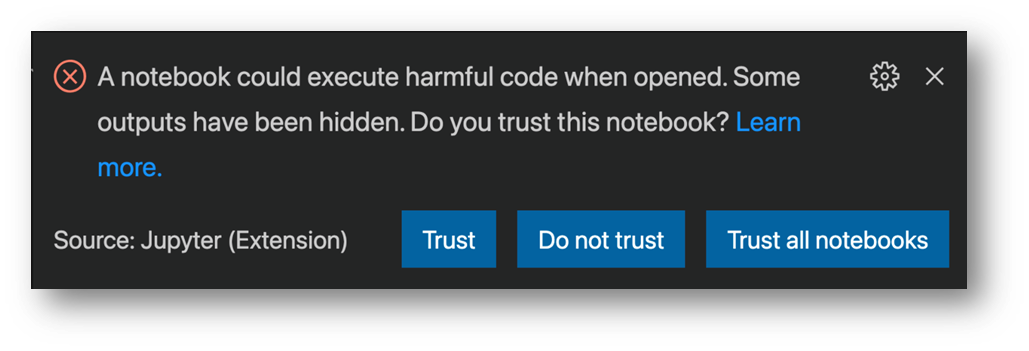 A notebook could execute harmful code when opened. Some
outputs have been hidden. Do you trust this notebook? Learn
more.
Source: Jupyter (Extension)
Trust
Do not trust
Trust all notebooks